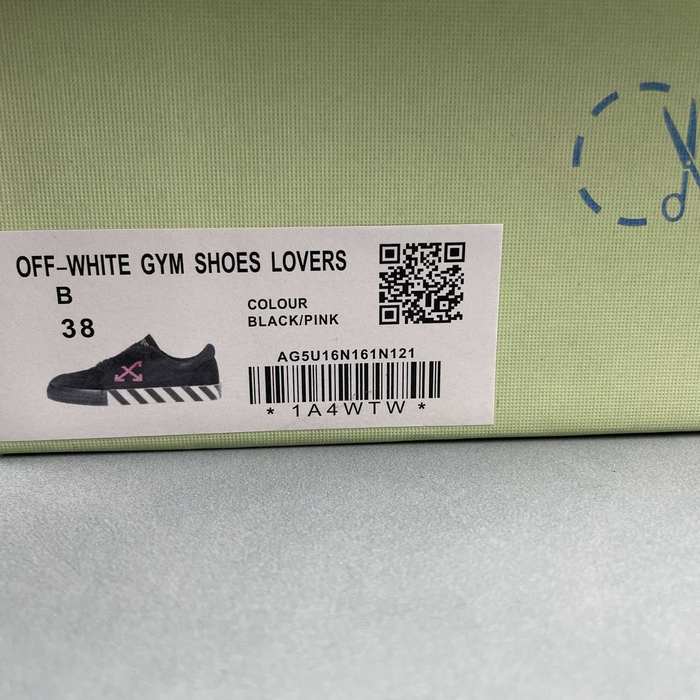 OFF-WHITE GYM SHOES LOVERS
B
38
COLOUR
BLACK/PINK
AG5U16N161N121
* 1A4WTW *